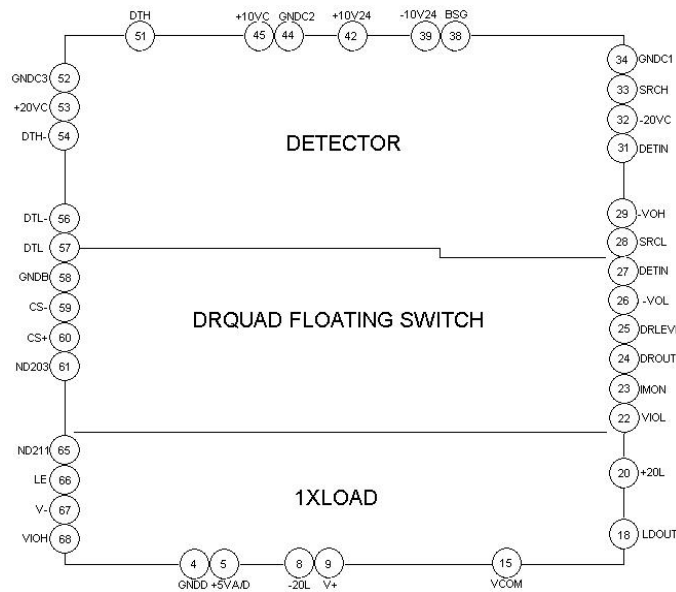 DTH +10VC GNDC2 +10V24 -10V24 BSG
51 45 44 42 39 38
34 GNDC1
GNDC3 52
33 SRCH
+20VC 53
32 -20VC
DTH- 54
DETECTOR
31 DETIN
DTL- 56
29 -VOH
DTL 57
28 SRCL
GNDB 58
27 DETIN
CS- 59
26 -VOL
DRQUAD FLOATING SWITCH
25 DRLEVI
CS+ 60
24 DROUT
ND203 61
23 IMON
22 VIOL
ND211 65
20 +20L
LE 66
1XLOAD
V- 67
18 LDOUT
VIOH 68
4 5 8 9 15
GNDD +5VA/D -20L V+ VCOM